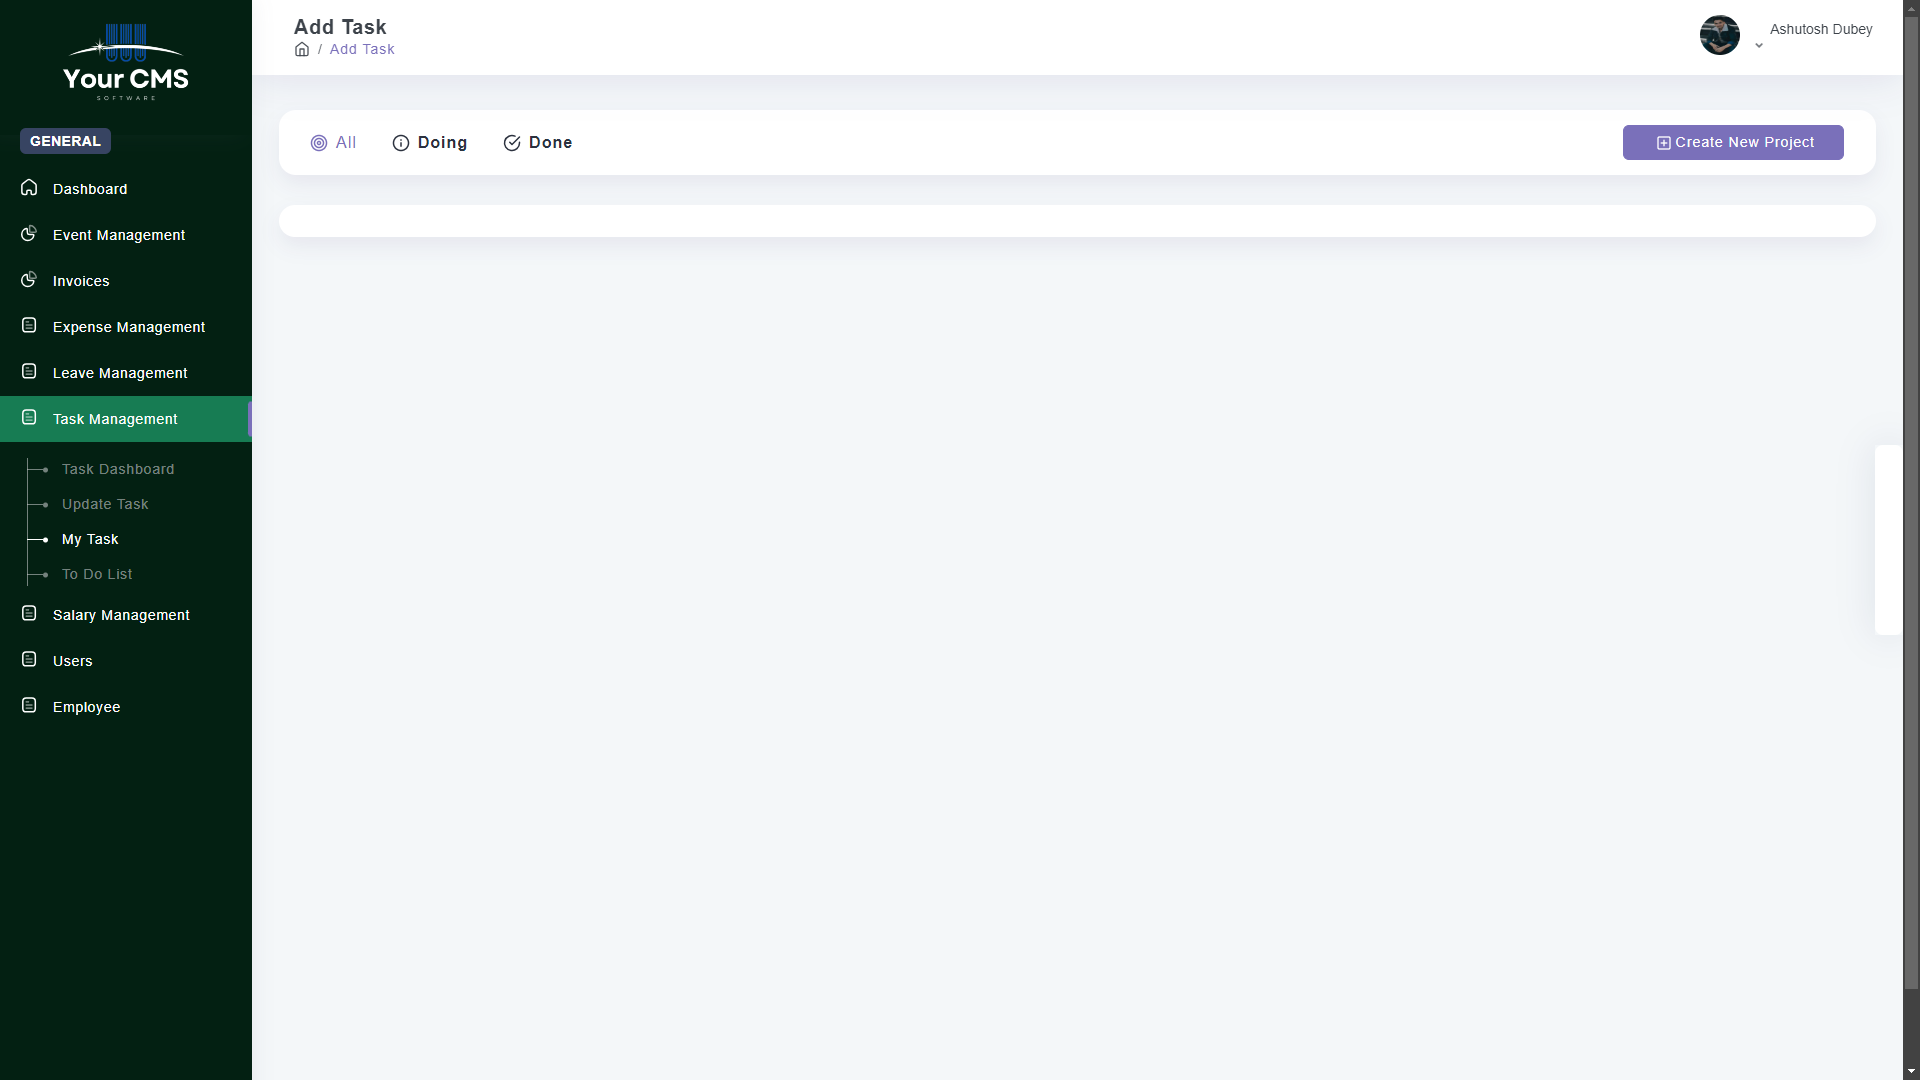 Your CMS
SOFTWARE
GENERAL
Dashboard
Event Management
Invoices
Expense Management
Leave Management
Task Management
Task Dashboard
Update Task
My Task
To Do List
Salary Management
Users
Employee
Add Task
/ Add Task
Ashutosh Dubey
All
Doing
Done
Create New Project